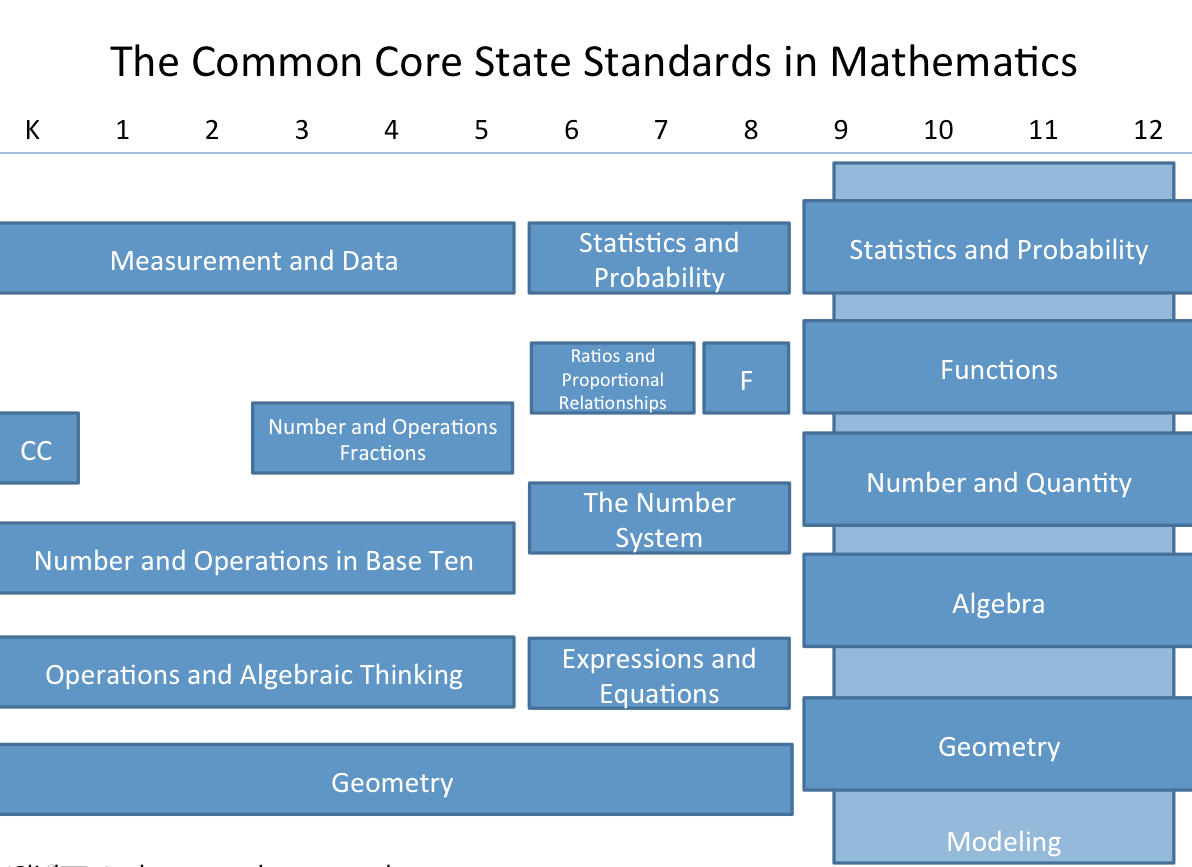 The Common Core State Standards in Mathematics
K 1 2 3 4 5 6 7 8 9 10 11 12
Measurement and Data
Statistics and
Probability
Statistics and Probability
Ratios and
Proportional
Relationships
F
Functions
CC
Number and Operations
Fractions
The Number
System
Number and Quantity
Number and Operations in Base Ten
Algebra
Operations and Algebraic Thinking
Expressions and
Equations
Geometry
Geometry
Modeling